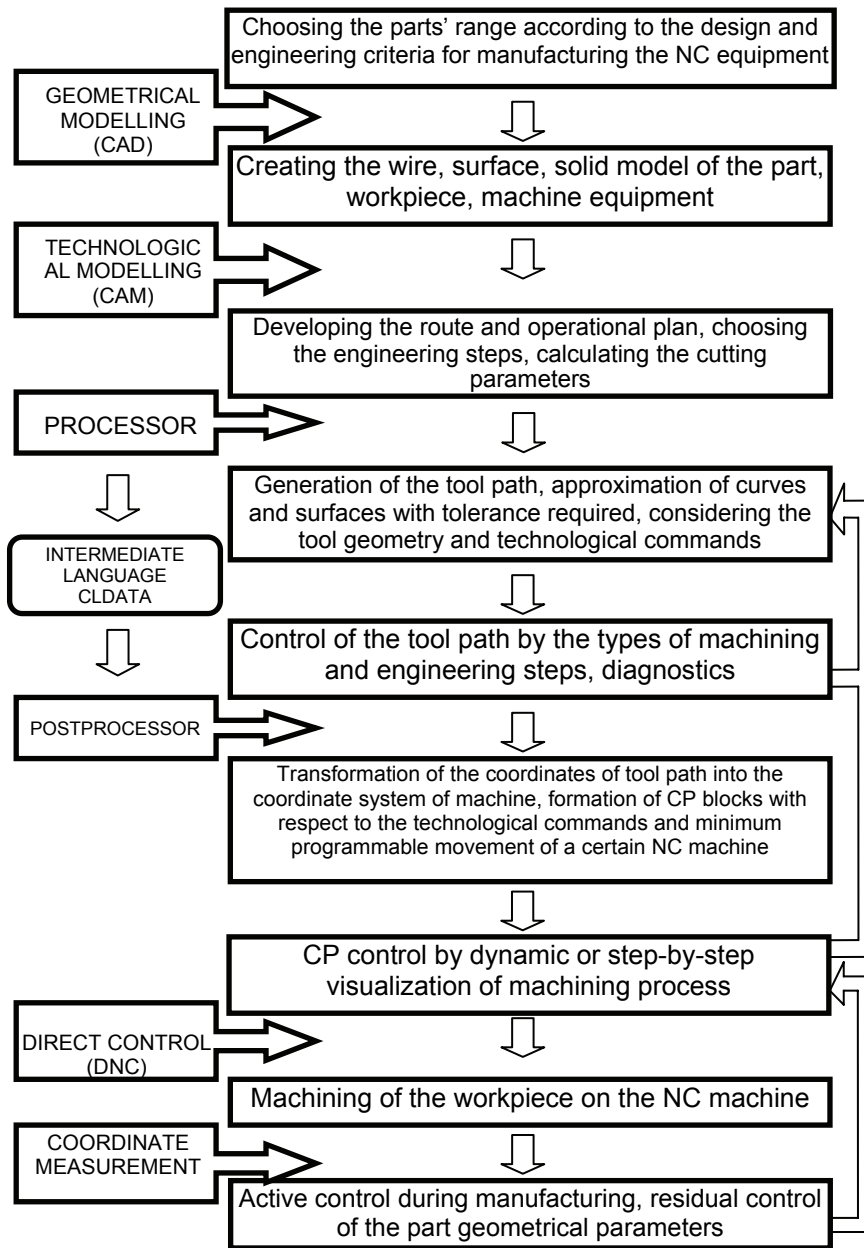 Choosing the parts’ range according to the design and
engineering criteria for manufacturing the NC equipment
GEOMETRICAL
MODELLING
(CAD)
Creating the wire, surface, solid model of the part,
workpiece, machine equipment
TECHNOLOGIC
AL MODELLING
(CAM)
Developing the route and operational plan, choosing
the engineering steps, calculating the cutting
parameters
PROCESSOR
Generation of the tool path, approximation of curves
and surfaces with tolerance required, considering the
tool geometry and technological commands
INTERMEDIATE
LANGUAGE
CLDATA
Control of the tool path by the types of machining
and engineering steps, diagnostics
POSTPROCESSOR
Transformation of the coordinates of tool path into the
coordinate system of machine, formation of CP blocks with
respect to the technological commands and minimum
programmable movement of a certain NC machine
CP control by dynamic or step-by-step
visualization of machining process
DIRECT CONTROL
(DNC)
Machining of the workpiece on the NC machine
COORDINATE
MEASUREMENT
Active control during manufacturing, residual control
of the part geometrical parameters